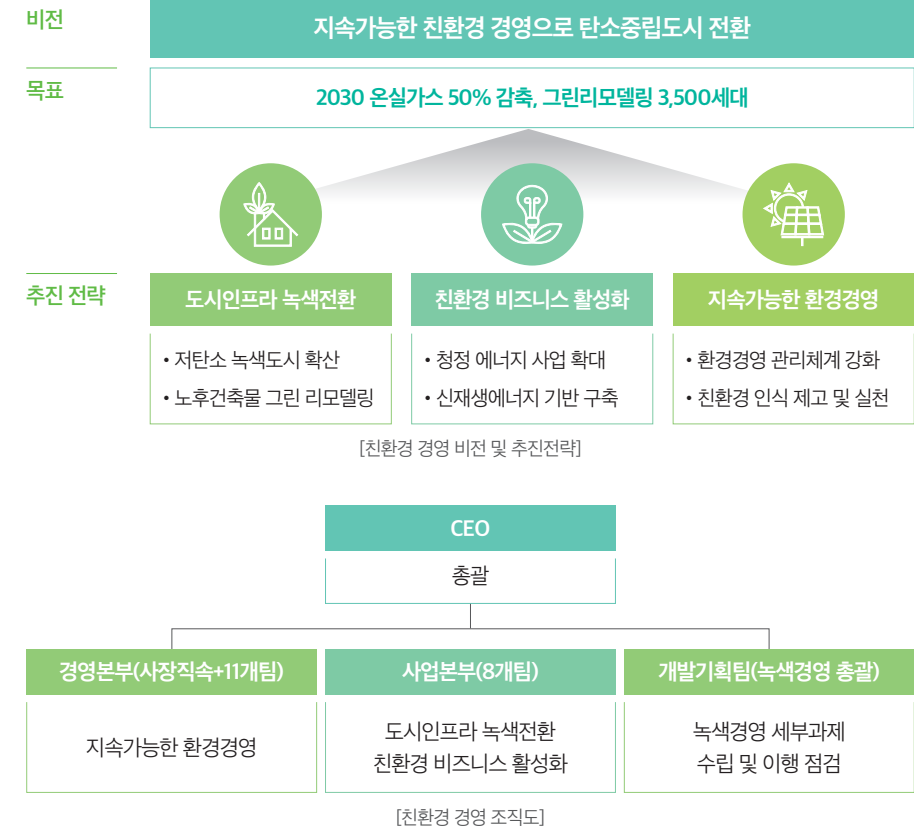 비전
지속가능한 친환경 경영으로 탄소중립도시 전환
목표
2030 온실가스 50% 감축, 그린리모델링 3,500세대
추진 전략
도시인프라 녹색전환
• 저탄소 녹색도시 확산
• 노후건축물 그린 리모델링
친환경 비즈니스 활성화
• 청정 에너지 사업 확대
• 신재생에너지 기반 구축
지속가능한 환경경영
• 환경경영 관리체계 강화
• 친환경 인식 제고 및 실천
[친환경 경영 비전 및 추진전략]
CEO
총괄
경영본부(사장직속+11개팀)
지속가능한 환경경영
사업본부(8개팀)
도시인프라 녹색전환
친환경 비즈니스 활성화
개발기획팀(녹색경영 총괄)
녹색경영 세부과제
수립 및 이행 점검
[친환경 경영 조직도]